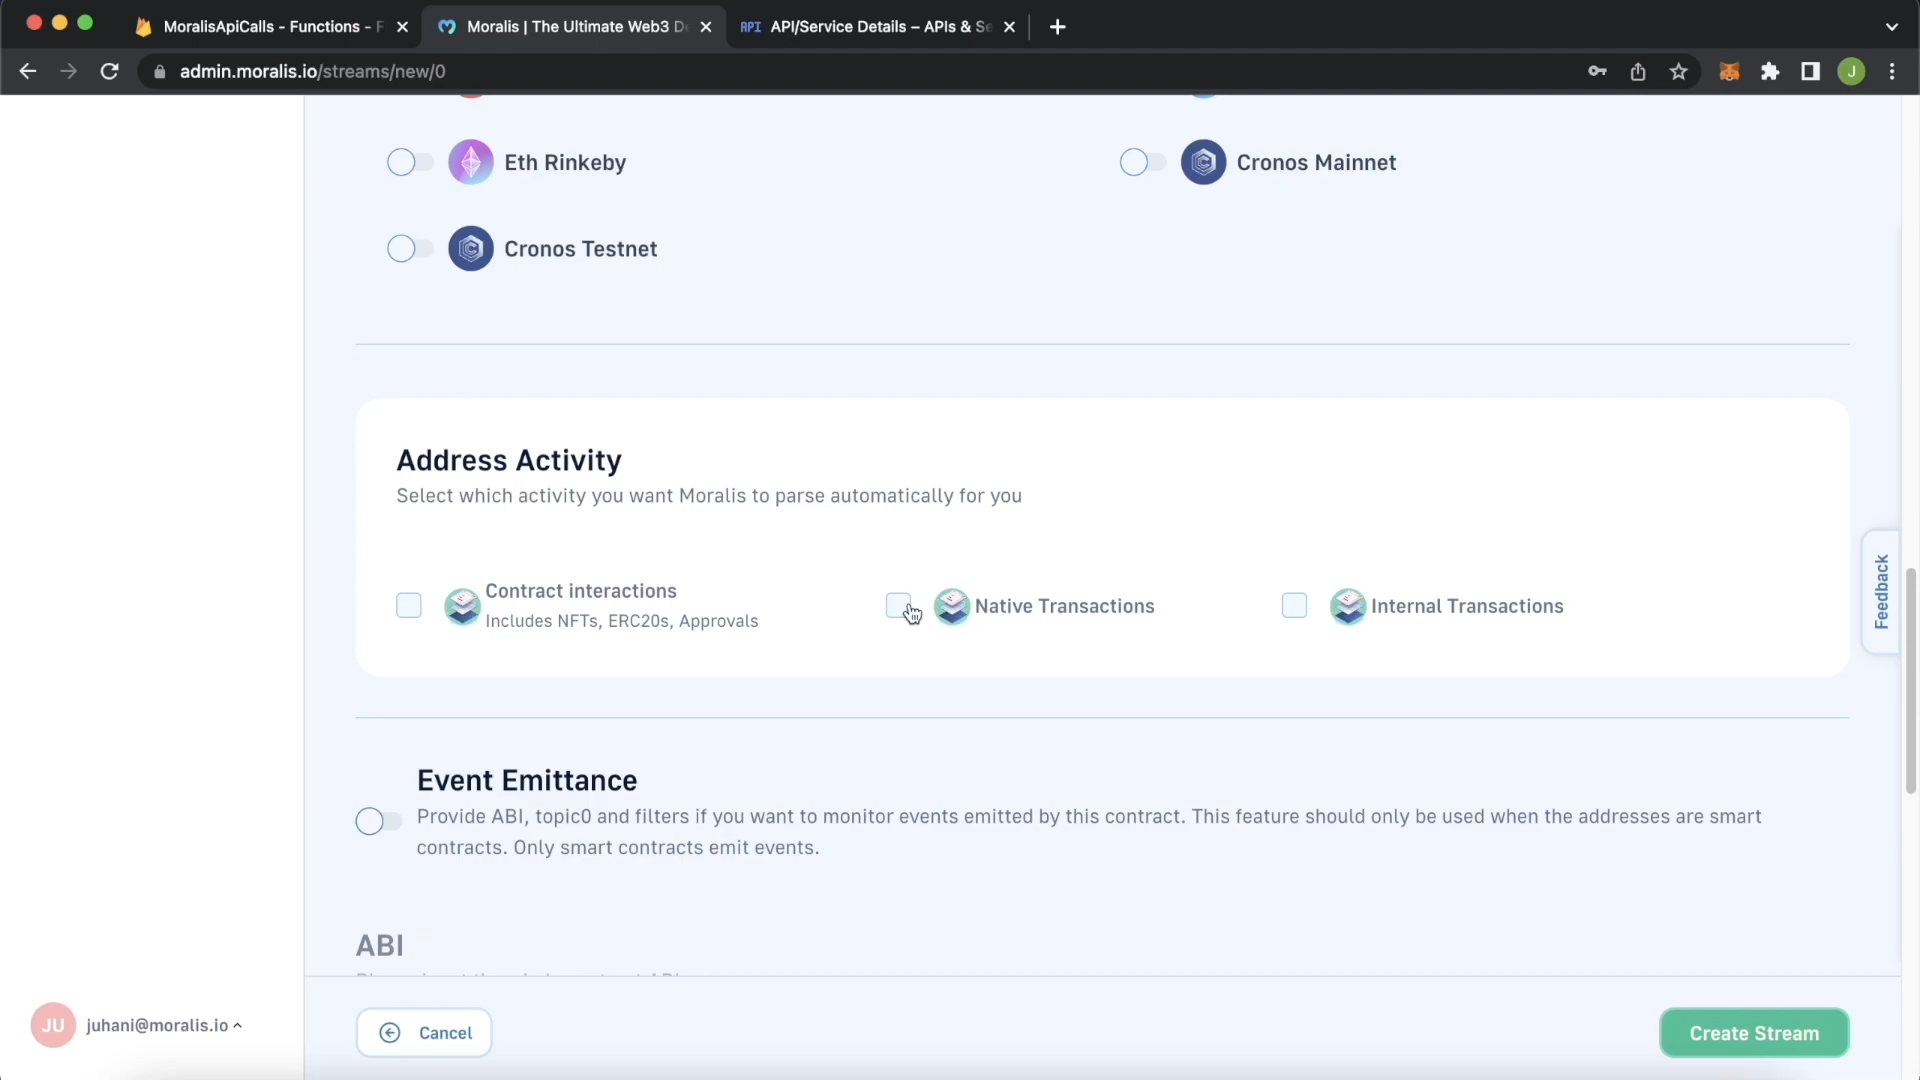 MoralisApiCalls - Functions - F
Moralis | The Ultimate Web3 De
API API/Service Details – APIs & Se
admin.moralis.io/streams/new/0
J
Eth Rinkeby
Cronos Mainnet
Cronos Testnet
Address Activity
Select which activity you want Moralis to parse automatically for you
Contract interactions
Includes NFTs, ERC20s, Approvals
Native Transactions
Internal Transactions
Feedback
Event Emittance
Provide ABI, topic0 and filters if you want to monitor events emitted by this contract. This feature should only be used when the addresses are smart
contracts. Only smart contracts emit events.
ABI
JU juhani@moralis.io
Cancel
Create Stream